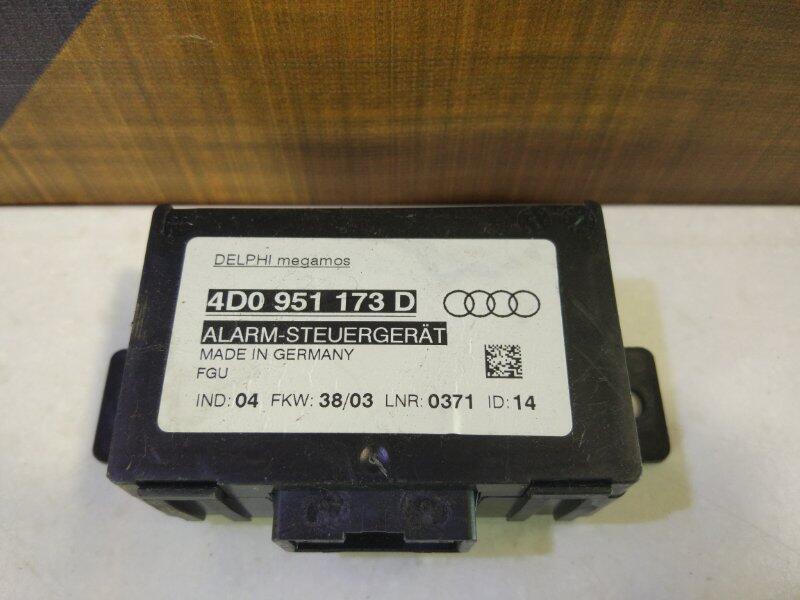 DELPHI megamos
4D0 951 173 D
ALARM-STEUERGERÄT
MADE IN GERMANY
FGU
IND: 04 FKW: 38/03 LNR: 0371 ID: 14